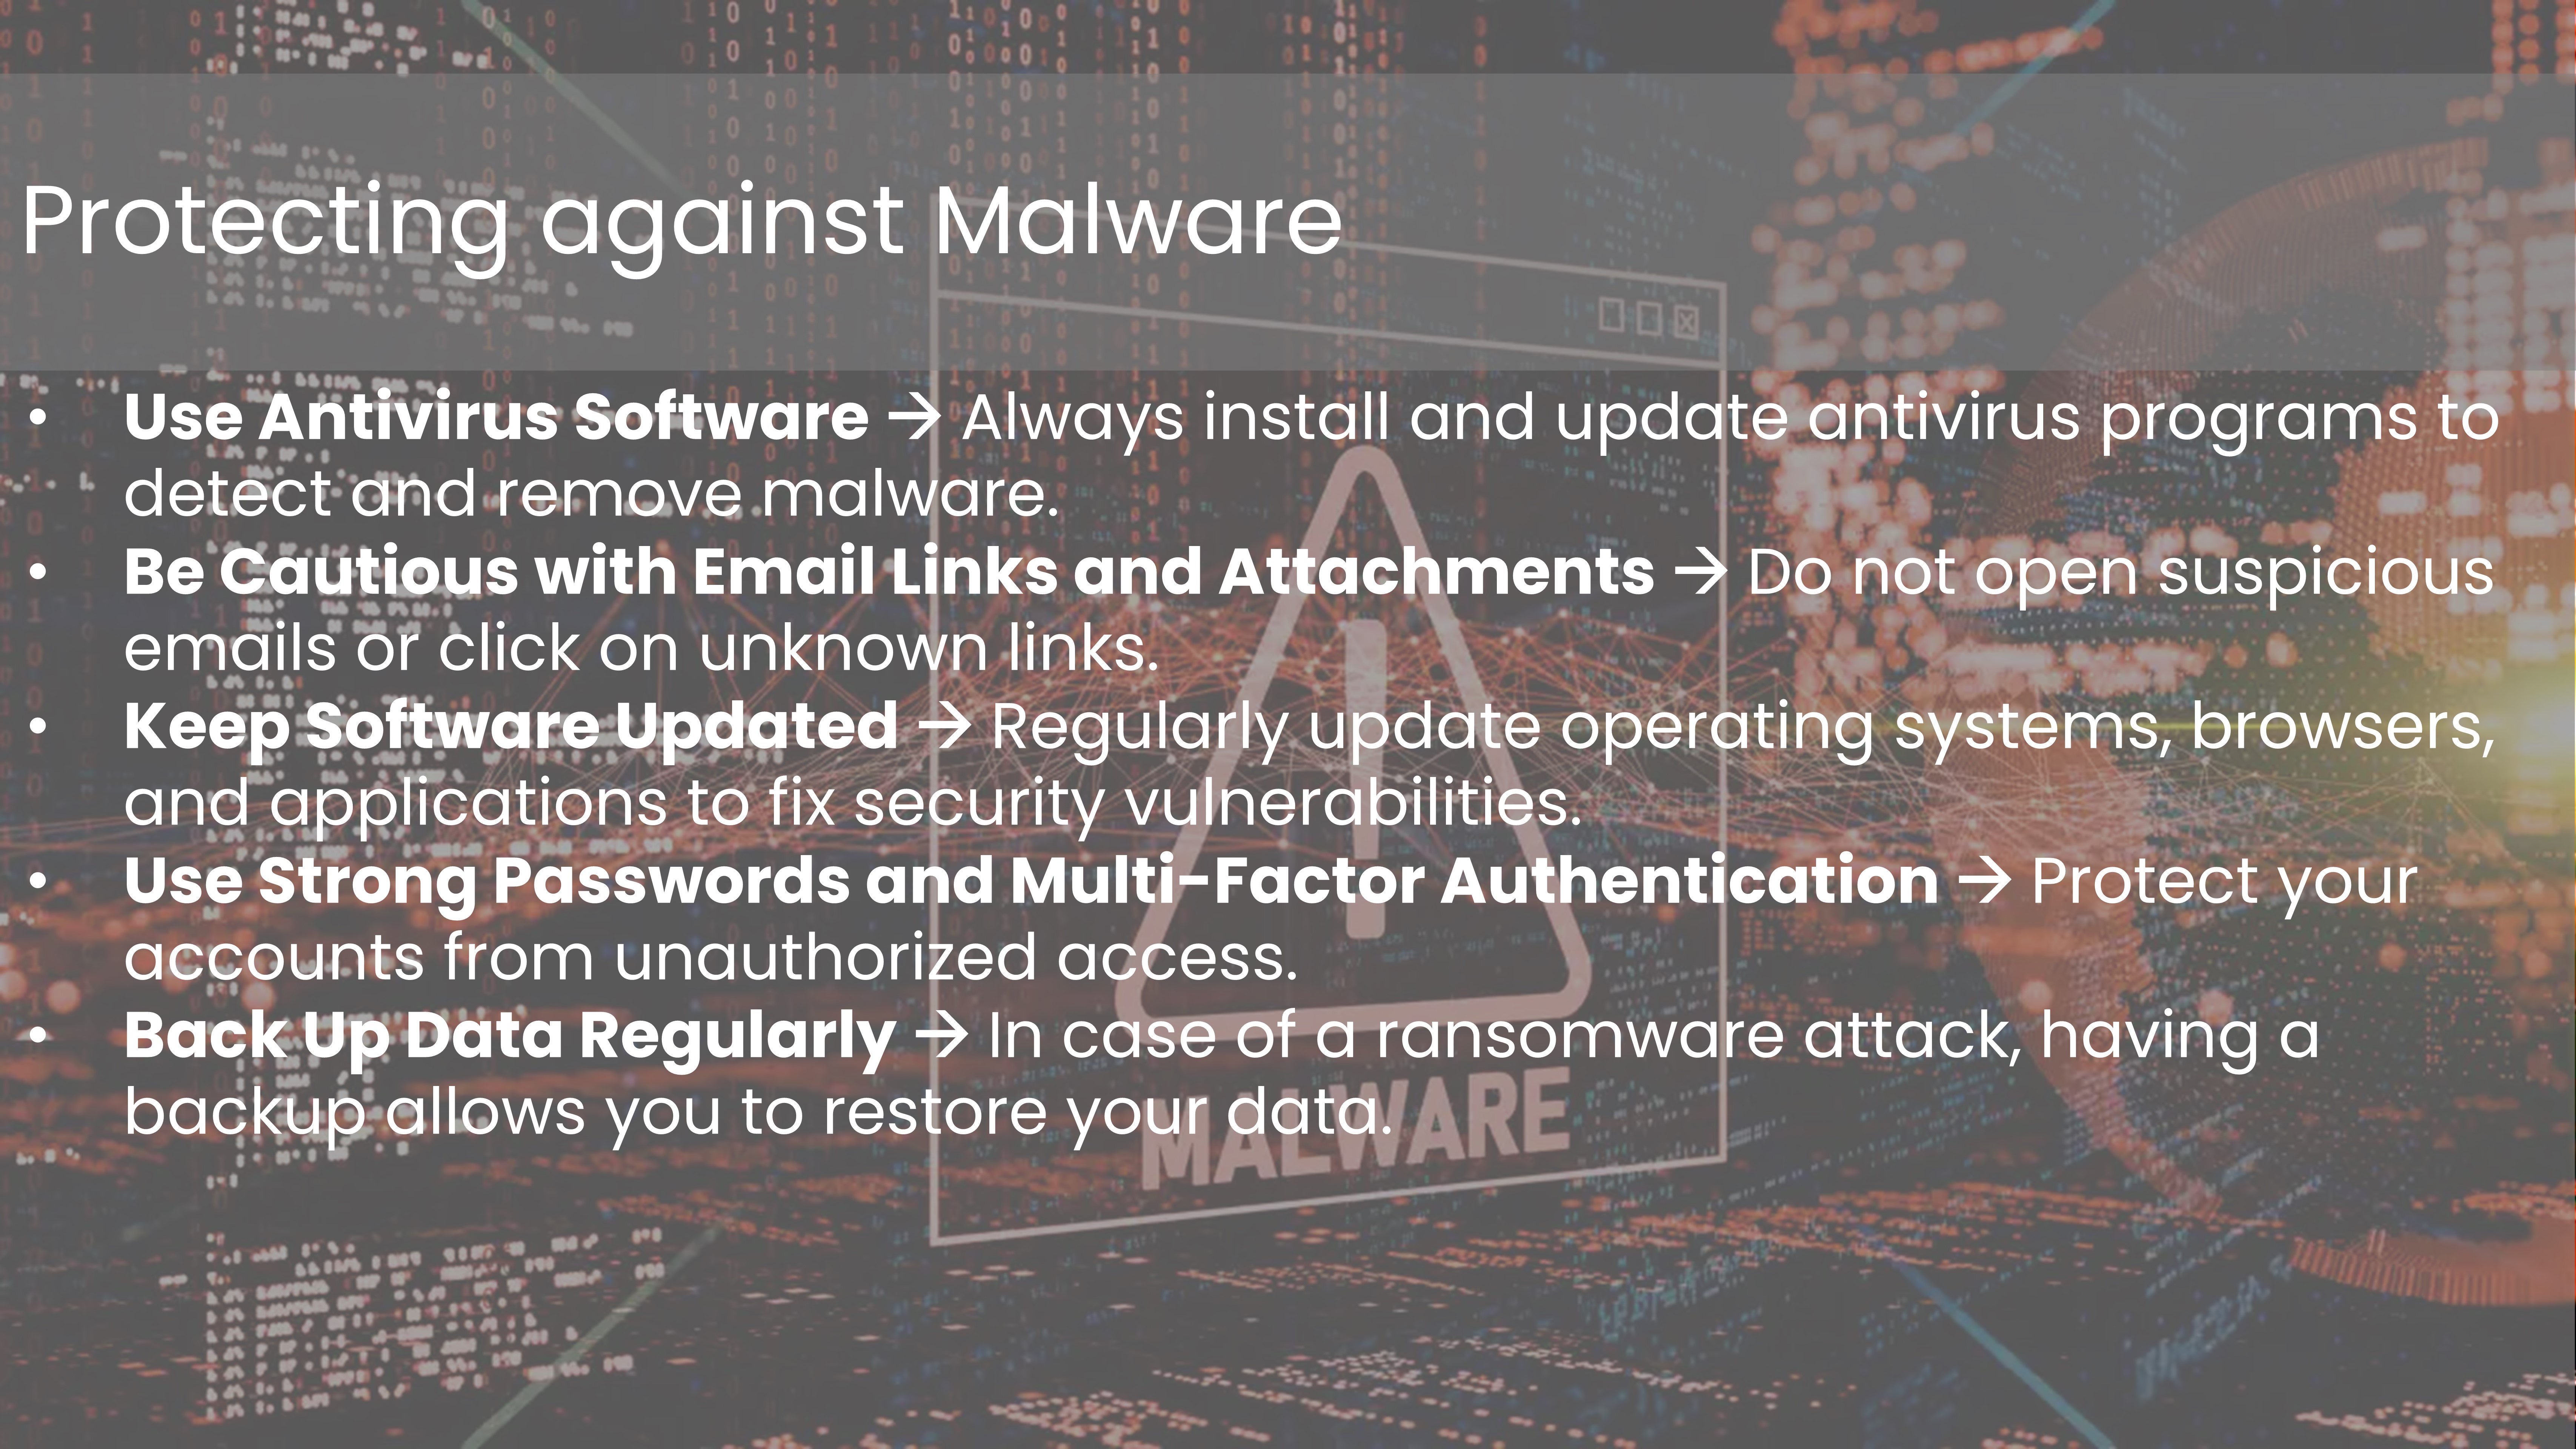 Protecting against Malware
• Use Antivirus Software → Always install and update antivirus programs to
detect and remove malware.
• Be Cautious with Email Links and Attachments → Do not open suspicious
emails or click on unknown links.
• Keep Software Updated → Regularly update operating systems, browsers,
and applications to fix security vulnerabilities.
• Use Strong Passwords and Multi-Factor Authentication → Protect your
accounts from unauthorized access.
• Back Up Data Regularly → In case of a ransomware attack, having a
backup allows you to restore your data.
MALWARE